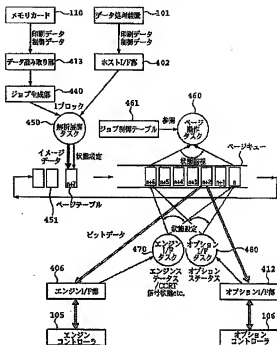 メモリカード 110
データ処理装置 101
印刷データ
制御データ
印刷データ
制御データ
データ読み取り部 413
ホストI/F部 402
ジョブ生成部 440
1ブロック
450
解析展開
タスク
461
ジョブ制御テーブル
参照
460
ページ
操作
タスク
イメージ
データ
状態設定
状態監視
ページキュー
451
ページテーブル
ビットデータ
状態設定
470
エンジン
I/F
タスク
オプション
I/F
タスク
480
エンジンス
テータス
/CCRT
信号状態etc.
オプション
ステータス
406
エンジンI/F部
412
オプションI/F部
105
エンジン
コントローラ
106
オプション
コントローラ